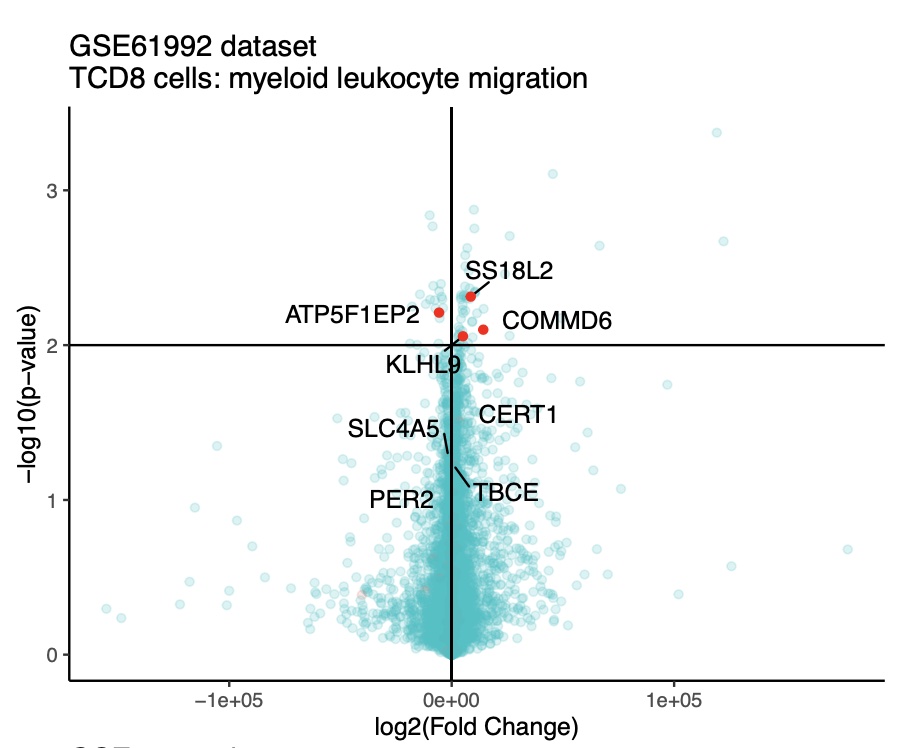 GSE61992 dataset
TCD8 cells: myeloid leukocyte migration
3
SS18L2
ATP5F1EP2
COMMD6
2
KLHL9
CERT1
SLC4A5
PER2
TBCE
1
0
−log10(p−value)
−1e+05
0e+00
1e+05
log2(Fold Change)